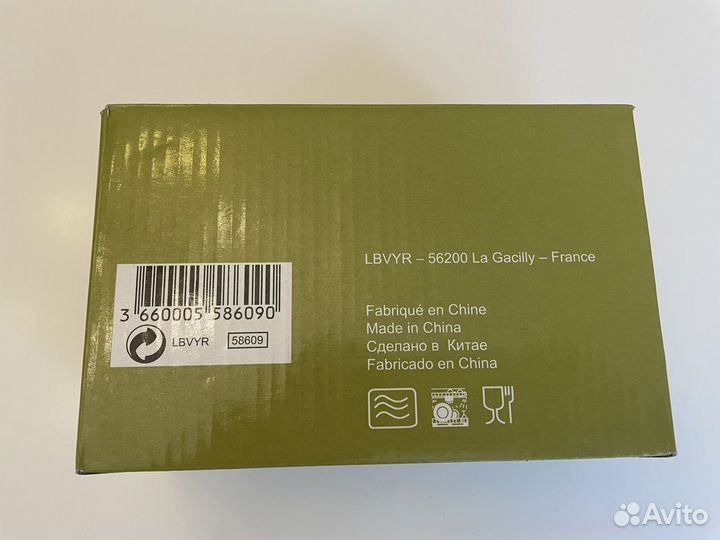 LBVYR – 56200 La Gacilly – France
3 660005 586090
LBVYR 58609
Fabriqué en Chine
Made in China
Сделано в Китае
Fabricado en China
Avito